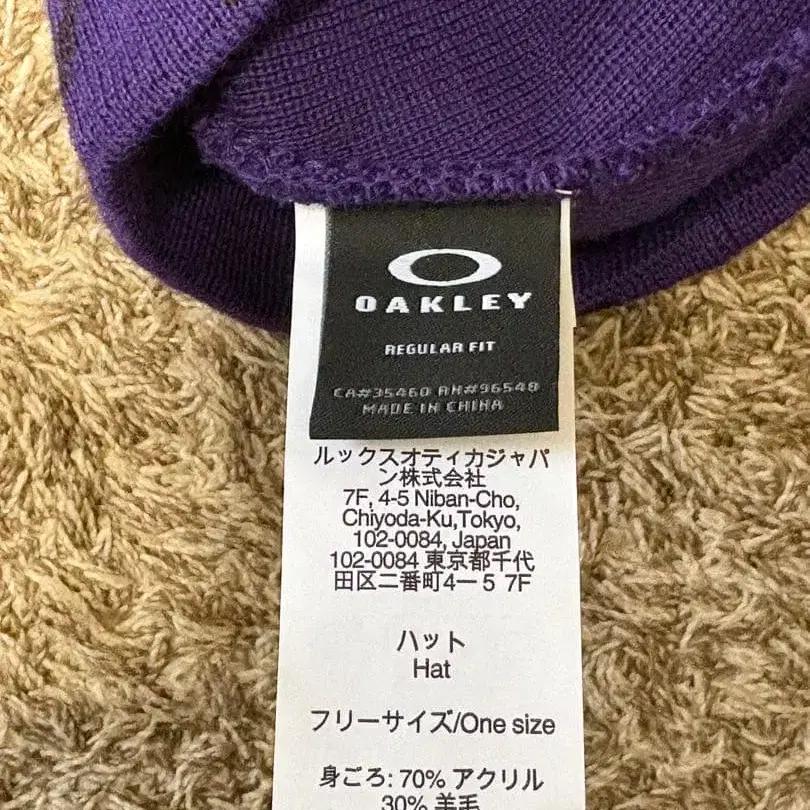 OAKLEY
REGULAR FIT
CA#35460 RN#96548
MADE IN CHINA
ルックスオティカジャパ
ン株式会社
7F, 4-5 Niban-Cho,
Chiyoda-Ku,Tokyo,
102-0084, Japan
102-0084 東京都千代
田区二番町4ー5 7F
ハット
Hat
フリーサイズ/One size
身ごろ: 70% アクリル
30% 羊毛